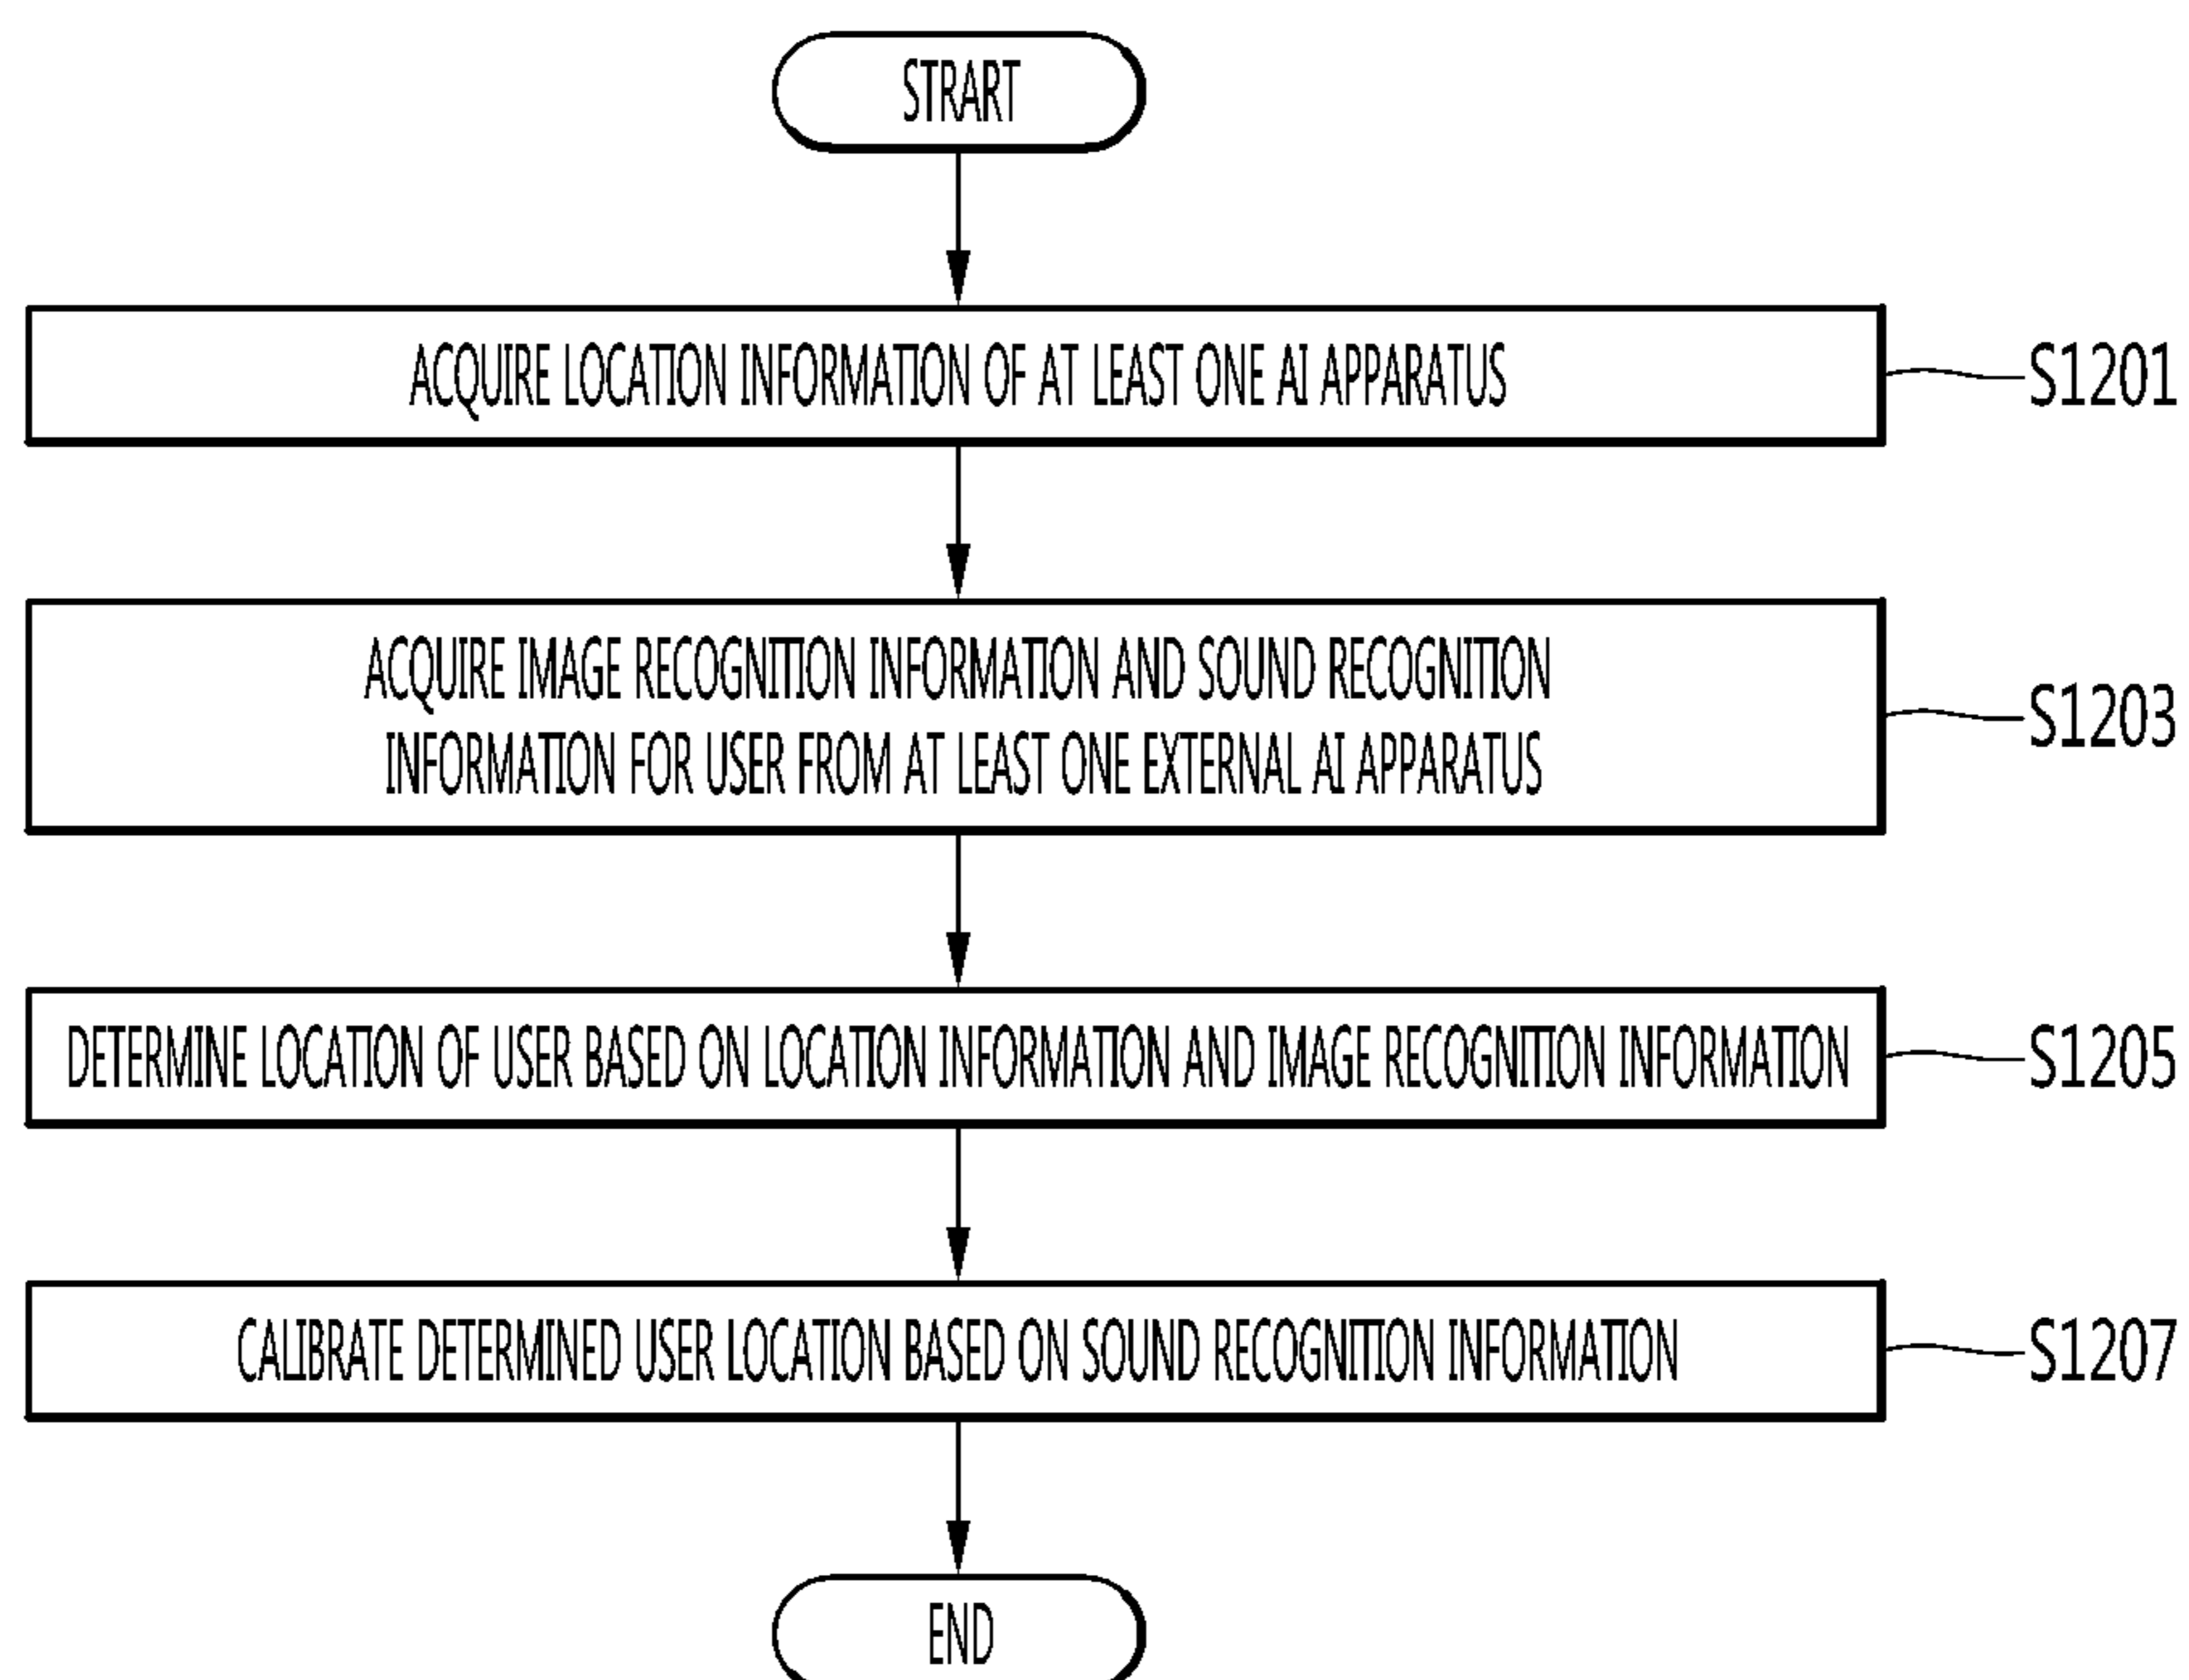 STRART
ACQUIRE LOCATION INFORMATION OF AT LEAST ONE AI APPARATUS
S1201
ACQUIRE IMAGE RECOGNITION INFORMATION AND SOUND RECOGNITION
INFORMATION FOR USER FROM AT LEAST ONE EXTERNAL AI APPARATUS
S1203
DETERMINE LOCATION OF USER BASED ON LOCATION INFORMATION AND IMAGE RECOGNITION INFORMATION
S1205
CALIBRATE DETERMINED USER LOCATION BASED ON SOUND RECOGNITION INFORMATION
S1207
END